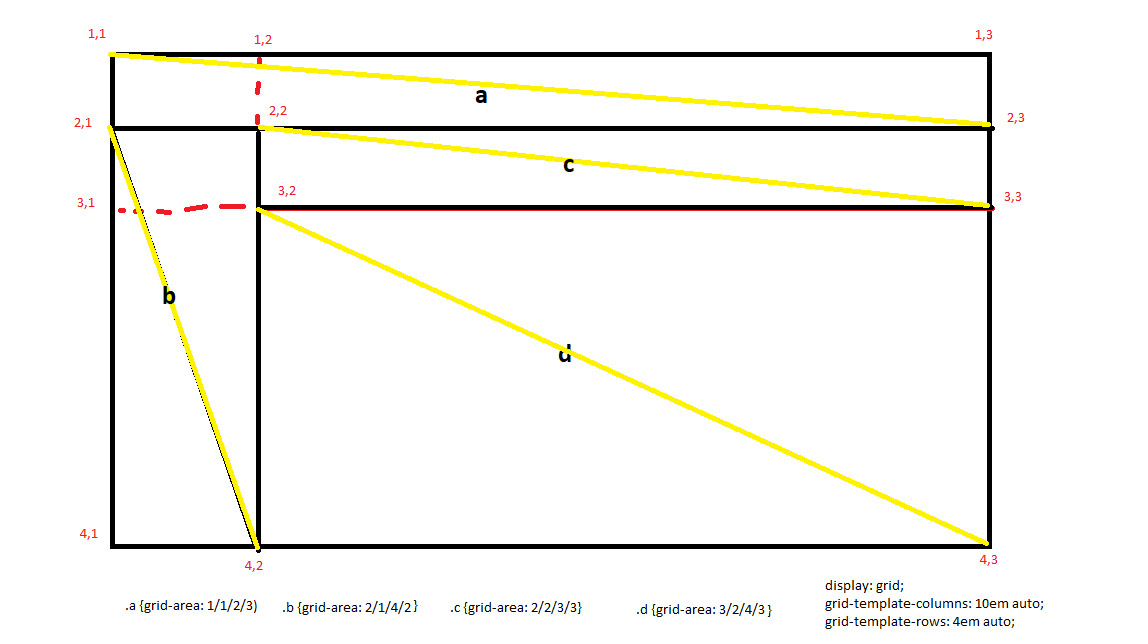 1,1
1,2
1,3
a
2,2
2,1
2,3
c
3,2
3,1
3,3
b
d
4,1
4,2
4,3
.a {grid-area: 1/1/2/3}
.b {grid-area: 2/1/4/2}
.c {grid-area: 2/2/3/3}
.d {grid-area: 3/2/4/3}
display: grid;
grid-template-columns: 10em auto;
grid-template-rows: 4em auto;